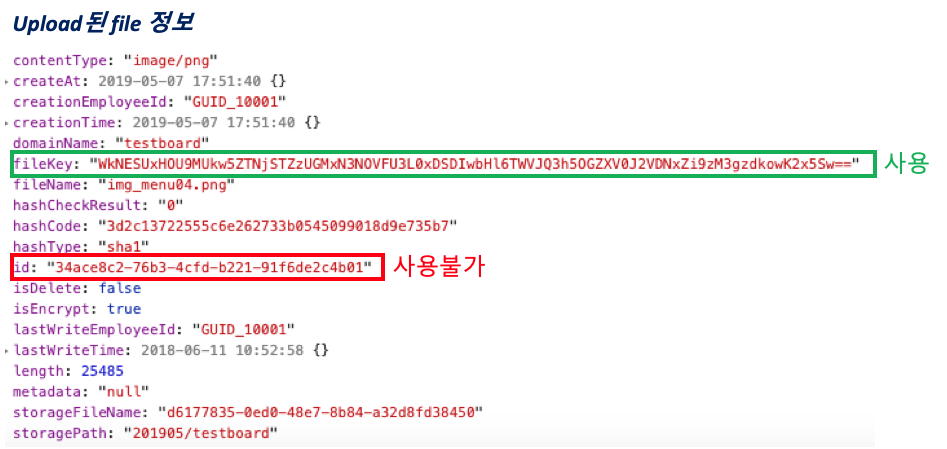 Upload된 file 정보
contentType: "image/png"
createAt: 2019-05-07 17:51:40 {}
creationEmployeeId: "GUID_10001"
creationTime: 2019-05-07 17:51:40 {}
domainName: "testboard"
fileKey: "WkNESUxHOU9MUkw5ZTNjSTZzUGMxN3NOVFU3L0xDSDIwbHl6TWVJQ3h5OGZXV0J2VDNxZi9zM3gzdkowK2x5Sw==" 사용
fileName: "img_menu04.png"
hashCheckResult: "0"
hashCode: "3d2c13722555c6e262733b0545099018d9e735b7"
hashType: "sha1"
id: "34ace8c2-76b3-4cfd-b221-91f6de2c4b01" 사용불가
isDelete: false
isEncrypt: true
lastWriteEmployeeId: "GUID_10001"
lastWriteTime: 2018-06-11 10:52:58 {}
length: 25485
metadata: "null"
storageFileName: "d6177835-0ed0-48e7-8b84-a32d8fd38450"
storagePath: "201905/testboard"